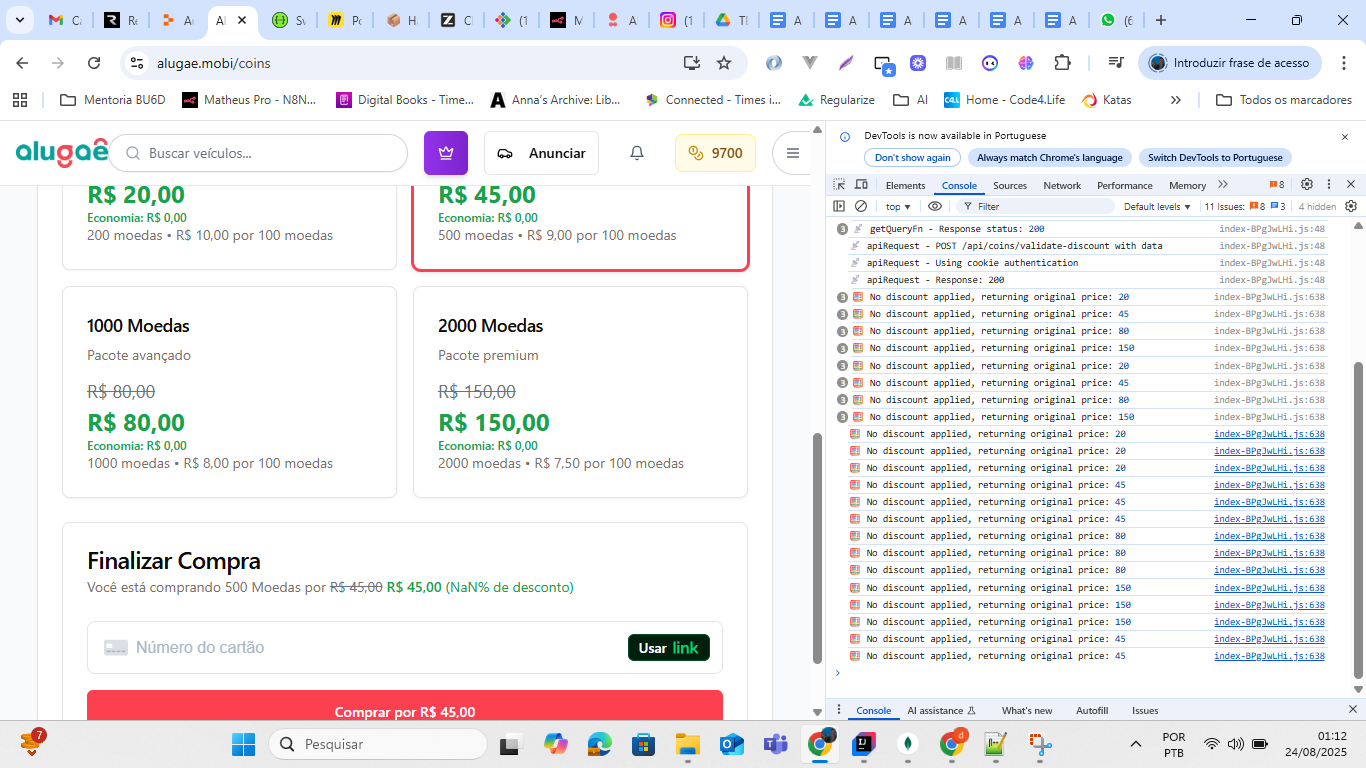 alugae.mobi/coins
Introduzir frase de acesso
Mentoria BU6D
Matheus Pro - N8N...
Digital Books - Time...
Anna's Archive: Lib...
Connected - Times i...
Regularize
AI
Home - Code4.Life
Katas
Todos os marcadores
alugaê
Buscar veículos...
Anunciar
9700
R$ 20,00
Economia: R$ 0,00
200 moedas • R$ 10,00 por 100 moedas
R$ 45,00
Economia: R$ 0,00
500 moedas • R$ 9,00 por 100 moedas
1000 Moedas
Pacote avançado
R$ 80,00
R$ 80,00
Economia: R$ 0,00
1000 moedas • R$ 8,00 por 100 moedas
2000 Moedas
Pacote premium
R$ 150,00
R$ 150,00
Economia: R$ 0,00
2000 moedas • R$ 7,50 por 100 moedas
Finalizar Compra
Você está comprando 500 Moedas por R$ 45,00 R$ 45,00 (NaN% de desconto)
Número do cartão
Usar link
Comprar por R$ 45,00
DevTools is now available in Portuguese
Don't show again
Always match Chrome's language
Switch DevTools to Portuguese
Elements
Console
Sources
Network
Performance
Memory
8
top
Filter
Default levels
11 Issues: 8 3
4 hidden
3 getQueryFn - Response status: 200 index-BPgJwLHi.js:48
apiRequest - POST /api/coins/validate-discount with data index-BPgJwLHi.js:48
apiRequest - Using cookie authentication index-BPgJwLHi.js:48
apiRequest - Response: 200 index-BPgJwLHi.js:48
3 No discount applied, returning original price: 20 index-BPgJwLHi.js:638
3 No discount applied, returning original price: 45 index-BPgJwLHi.js:638
3 No discount applied, returning original price: 80 index-BPgJwLHi.js:638
3 No discount applied, returning original price: 150 index-BPgJwLHi.js:638
3 No discount applied, returning original price: 20 index-BPgJwLHi.js:638
3 No discount applied, returning original price: 45 index-BPgJwLHi.js:638
3 No discount applied, returning original price: 80 index-BPgJwLHi.js:638
3 No discount applied, returning original price: 150 index-BPgJwLHi.js:638
No discount applied, returning original price: 20 index-BPgJwLHi.js:638
No discount applied, returning original price: 20 index-BPgJwLHi.js:638
No discount applied, returning original price: 20 index-BPgJwLHi.js:638
No discount applied, returning original price: 45 index-BPgJwLHi.js:638
No discount applied, returning original price: 45 index-BPgJwLHi.js:638
No discount applied, returning original price: 45 index-BPgJwLHi.js:638
No discount applied, returning original price: 80 index-BPgJwLHi.js:638
No discount applied, returning original price: 80 index-BPgJwLHi.js:638
No discount applied, returning original price: 80 index-BPgJwLHi.js:638
No discount applied, returning original price: 150 index-BPgJwLHi.js:638
No discount applied, returning original price: 150 index-BPgJwLHi.js:638
No discount applied, returning original price: 150 index-BPgJwLHi.js:638
No discount applied, returning original price: 45 index-BPgJwLHi.js:638
No discount applied, returning original price: 45 index-BPgJwLHi.js:638
Console
AI assistance
What's new
Autofill
Issues
7
Pesquisar
POR
PTB
01:12
24/08/2025